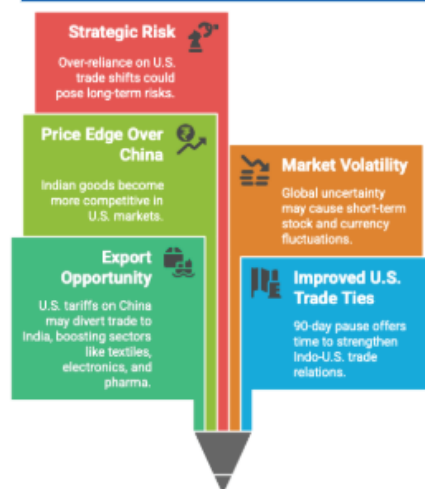 Strategic Risk
Over-reliance on U.S.
trade shifts could
pose long-term risks.
Price Edge Over
China
Indian goods become
more competitive in
U.S. markets.
Export
Opportunity
U.S. tariffs on China
may divert trade to
India, boosting sectors
like textiles,
electronics, and
pharma.
Market Volatility
Global uncertainty
may cause short-term
stock and currency
fluctuations.
Improved U.S.
Trade Ties
90-day pause offers
time to strengthen
Indo-U.S. trade
relations.